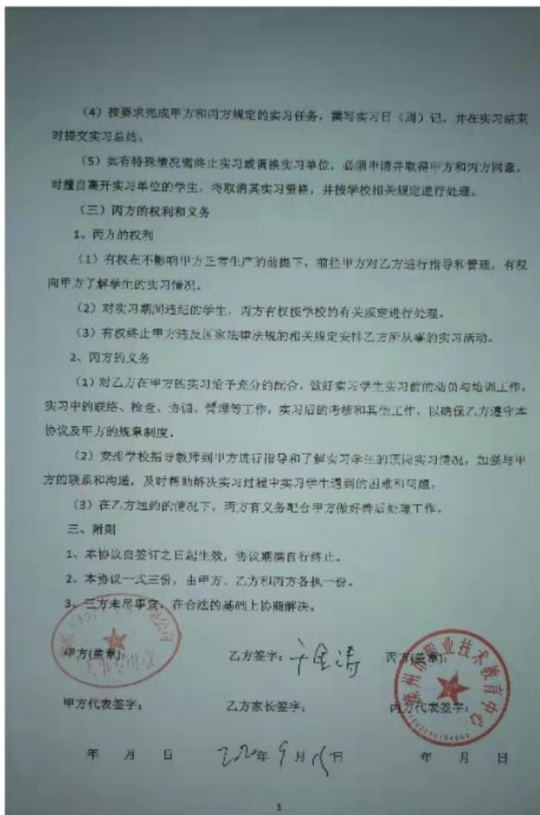 （4）按要求完成甲方和丙方规定的实习任务，撰写实习日（周）记，并在实习结束
时提交实习总结。
（5）如有特殊情况需终止实习或调换实习单位，必须申请并取得甲方和丙方同意，
对擅自离开实习单位的学生，将取消其实习资格，并按学校相关规定进行处理。
（三）丙方的权利和义务
1、丙方的权利
（1）有权在不影响甲方正常生产的前提下，前往甲方对乙方进行指导和管理，有权
向甲方了解学生的实习情况。
（2）对实习期间违纪的学生，丙方有权按学校的有关规定进行处理。
（3）有权终止甲方违反国家法律法规的相关规定安排乙方所从事的实习活动。
2、丙方的义务
（1）对乙方在甲方的实习给予充分的配合，做好实习学生实习前的动员与培训工作，
实习中的联络、检查、协调、管理等工作，实习后的考核和其他工作，以确保乙方遵守本
协议及甲方的规章制度。
（2）安排学校指导教师到甲方进行指导和了解实习学生的顶岗实习情况，加强与甲
方的联系和沟通，及时帮助解决实习过程中实习学生遇到的困难和问题。
（3）在乙方违约的情况下，丙方有义务配合甲方做好善后处理工作。
三、附则
1、本协议自签订之日起生效，协议期满自行终止。
2、本协议一式三份，由甲方、乙方和丙方各执一份。
3、三方未尽事宜，在合法的基础上协商解决。
甲方(盖章)： 乙方签字： 丙方(盖章)：
滁州市职业技术教育中心
甲方代表签字： 乙方家长签字： 丙方代表签字：
年 月 日 年 9 月 日 年 月 日
3